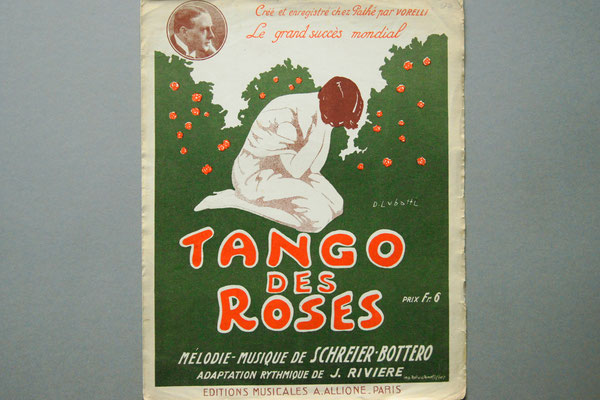 Créé et enregistré chez Pathé par VORELLI
Le grand succès mondial
D. Lubatti
TANGO
DES
ROSES
PRIX Fr. 6
MÉLODIE - MUSIQUE DE SCHREIER-BOTTERO
ADAPTATION RYTHMIQUE DE J. RIVIERE
EDITIONS MUSICALES A. ALLIONE. PARIS